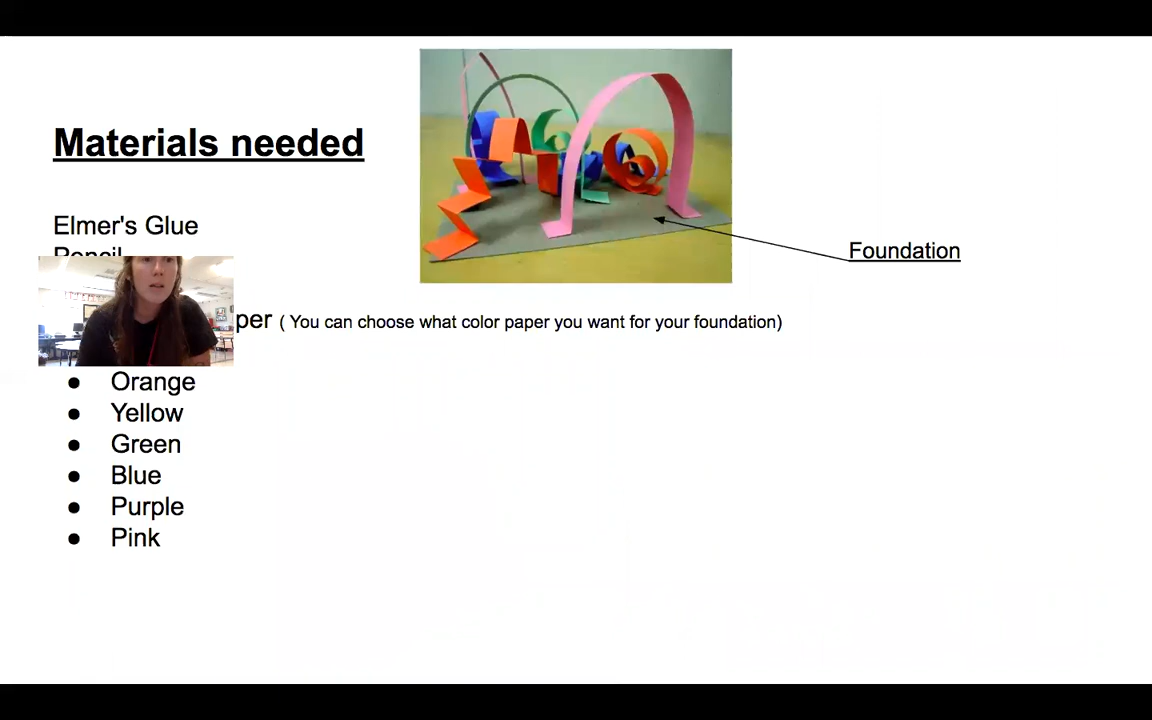 Materials needed
Elmer's Glue
Pencil
per ( You can choose what color paper you want for your foundation)
Orange
Yellow
Green
Blue
Purple
Pink
Foundation